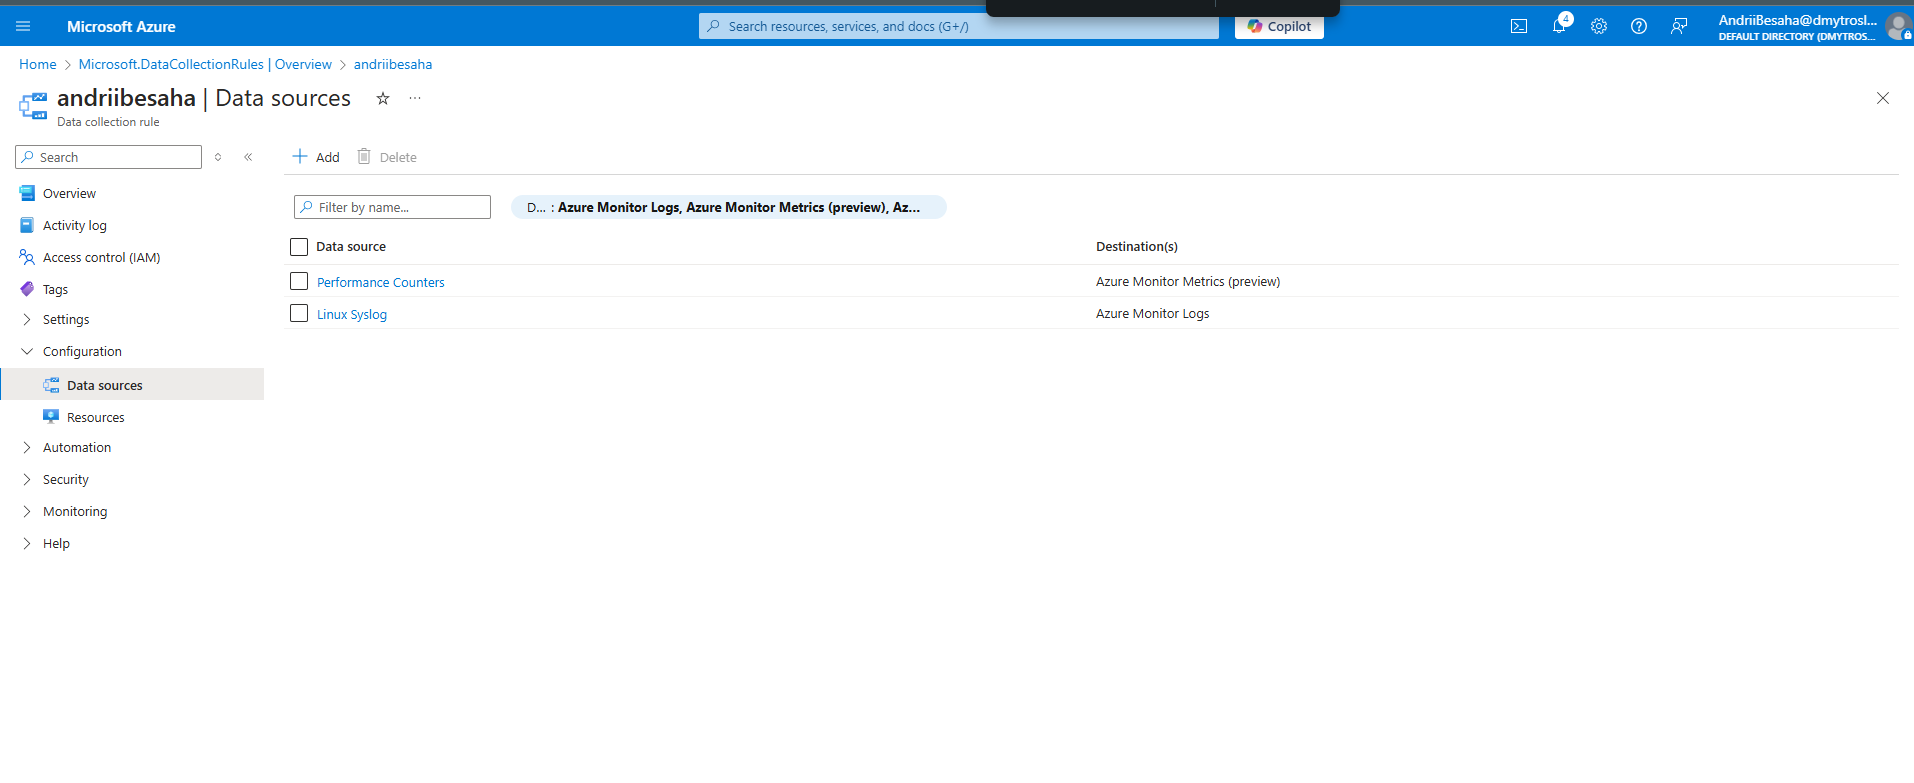 Microsoft Azure
Search resources, services, and docs (G+/)
Copilot
4
AndriiBesaha@dmytrosl...
DEFAULT DIRECTORY (DMYTROS...
Home > Microsoft.DataCollectionRules | Overview > andriibesaha
andriibesaha | Data sources
Data collection rule
Search
Add
Delete
Overview
Activity log
Access control (IAM)
Tags
Settings
Configuration
Data sources
Resources
Automation
Security
Monitoring
Help
Filter by name...
D... : Azure Monitor Logs, Azure Monitor Metrics (preview), Az...
Data source Destination(s)
Performance Counters Azure Monitor Metrics (preview)
Linux Syslog Azure Monitor Logs